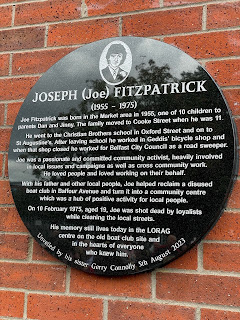 JOSEPH (Joe) FITZPATRICK
(1955 - 1975)
Joe Fitzpatrick was born in the Market area in 1955, one of 10 children to
parents Dan and Jinny. The family moved to Cooke Street when he was 11.
He went to the Christian Brothers school in Oxford Street and on to
St Augustine's. After leaving school he worked in Geddis' bicycle shop and
when that shop closed he worked for Belfast City Council as a road sweeper.
Joe was a passionate and committed community activist, heavily involved
in local issues and campaigns as well as cross community work.
He loved people and loved working on their behalf.
With his father and other local people, Joe helped reclaim a disused
boat club in Balfour Avenue and turn it into a community centre
which was a hub of positive activity for local people.
On 10 February 1975, aged 19, Joe was shot dead by loyalists
while cleaning the local streets.
His memory still lives today in the LORAG
centre on the old boat club site and
in the hearts of everyone
who knew him.
Unveiled by his sister Gerry Connolly 5th August 2023